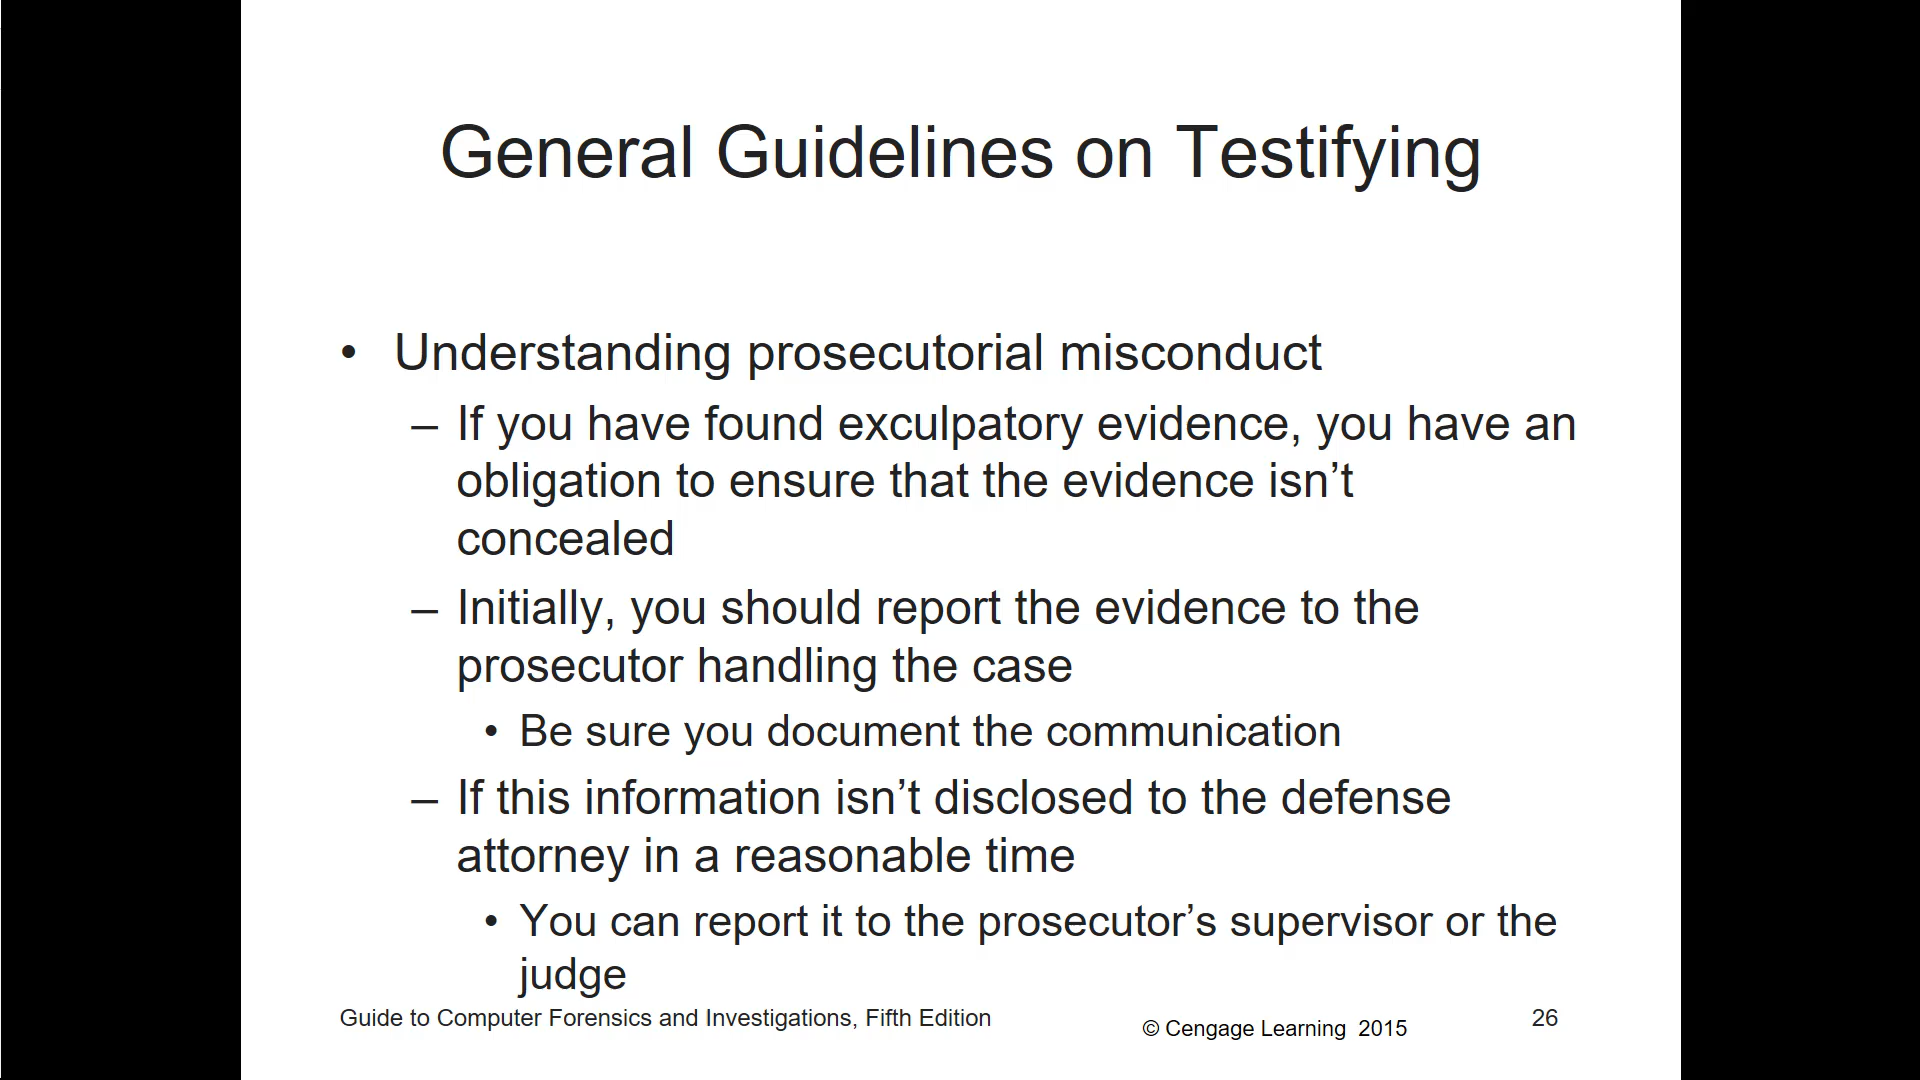 General Guidelines on Testifying
• Understanding prosecutorial misconduct
– If you have found exculpatory evidence, you have an
obligation to ensure that the evidence isn’t
concealed
– Initially, you should report the evidence to the
prosecutor handling the case
• Be sure you document the communication
– If this information isn’t disclosed to the defense
attorney in a reasonable time
• You can report it to the prosecutor’s supervisor or the
judge
Guide to Computer Forensics and Investigations, Fifth Edition
© Cengage Learning 2015
26